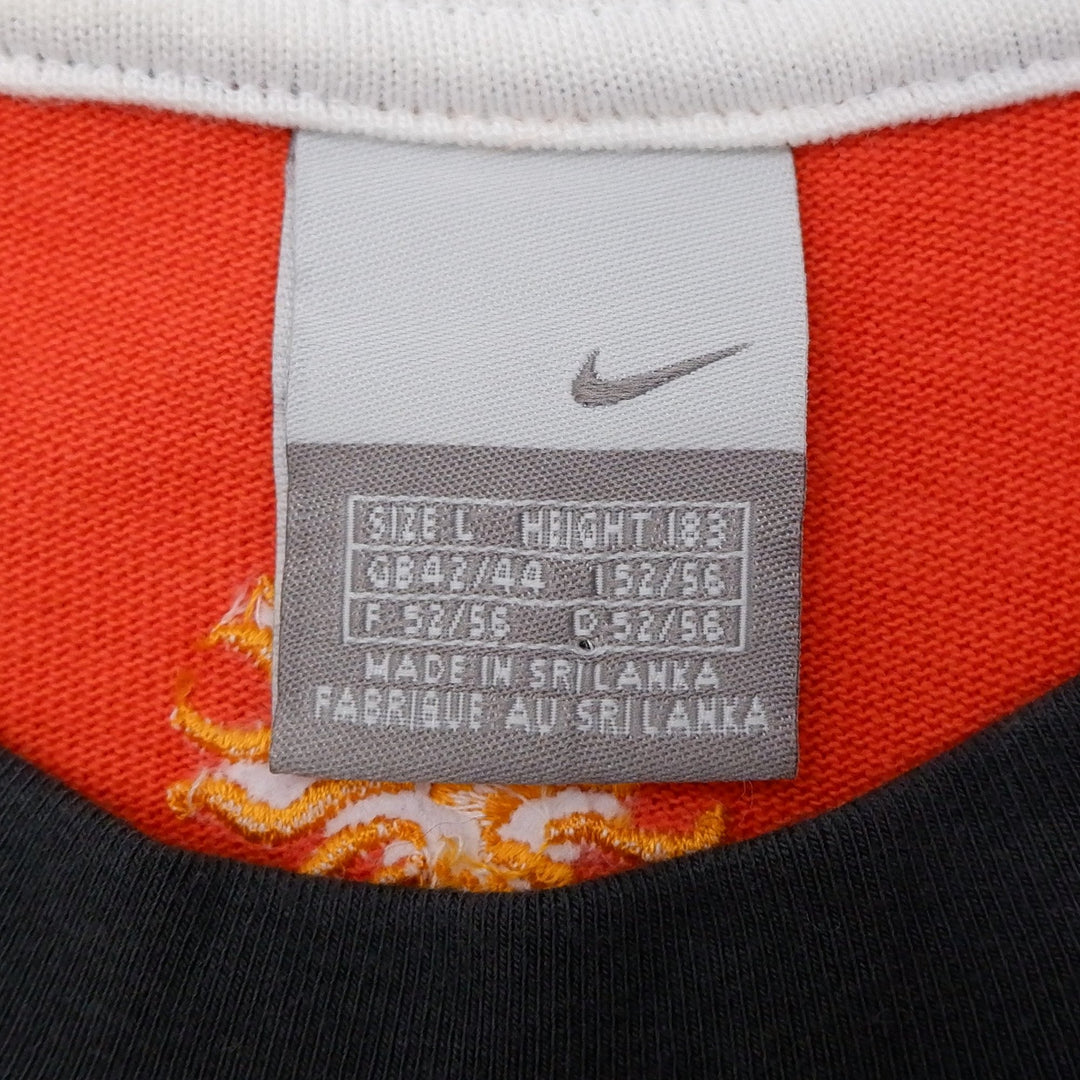 SIZE L HEIGHT 183
GB 42/44 I 52/56
F 52/56 D 52/56
MADE IN SRI LANKA
FABRIQUE AU SRI LANKA